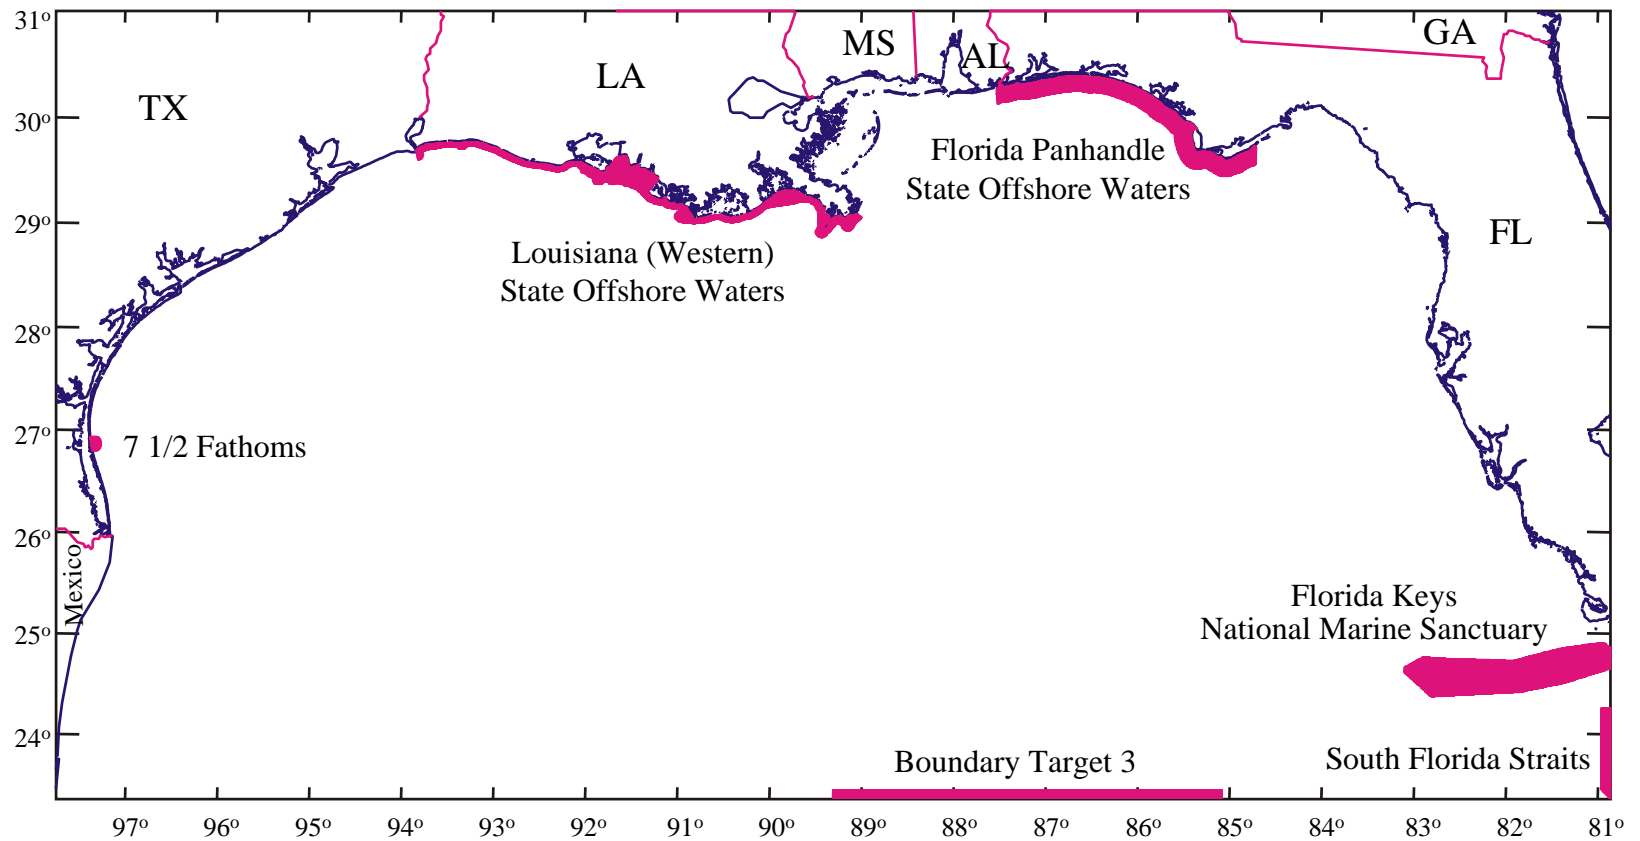 31°
TX
LA
MS
AL
GA
30°
Florida Panhandle
State Offshore Waters
29°
FL
Louisiana (Western)
State Offshore Waters
28°
27°
7 1/2 Fathoms
26°
Mexico
25°
Florida Keys
National Marine Sanctuary
24°
Boundary Target 3
South Florida Straits
97° 96° 95° 94° 93° 92° 91° 90° 89° 88° 87° 86° 85° 84° 83° 82° 81°